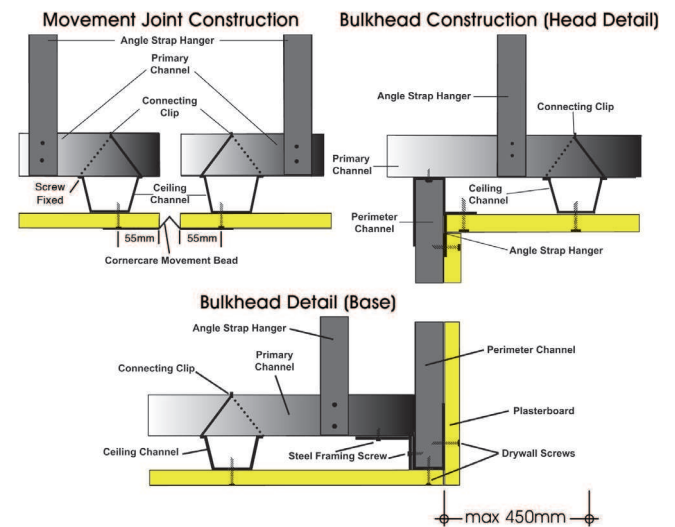 Movement Joint Construction
Angle Strap Hanger
Primary
Channel
Connecting
Clip
Screw
Fixed
Ceiling
Channel
55mm
55mm
Cornercare Movement Bead
Bulkhead Construction (Head Detail)
Angle Strap Hanger
Connecting Clip
Primary
Channel
Ceiling
Channel
Perimeter
Channel
Angle Strap Hanger
Bulkhead Detail (Base)
Angle Strap Hanger
Primary
Channel
Connecting Clip
Perimeter Channel
Plasterboard
Ceiling Channel
Steel Framing Screw
Drywall Screws
max 450mm